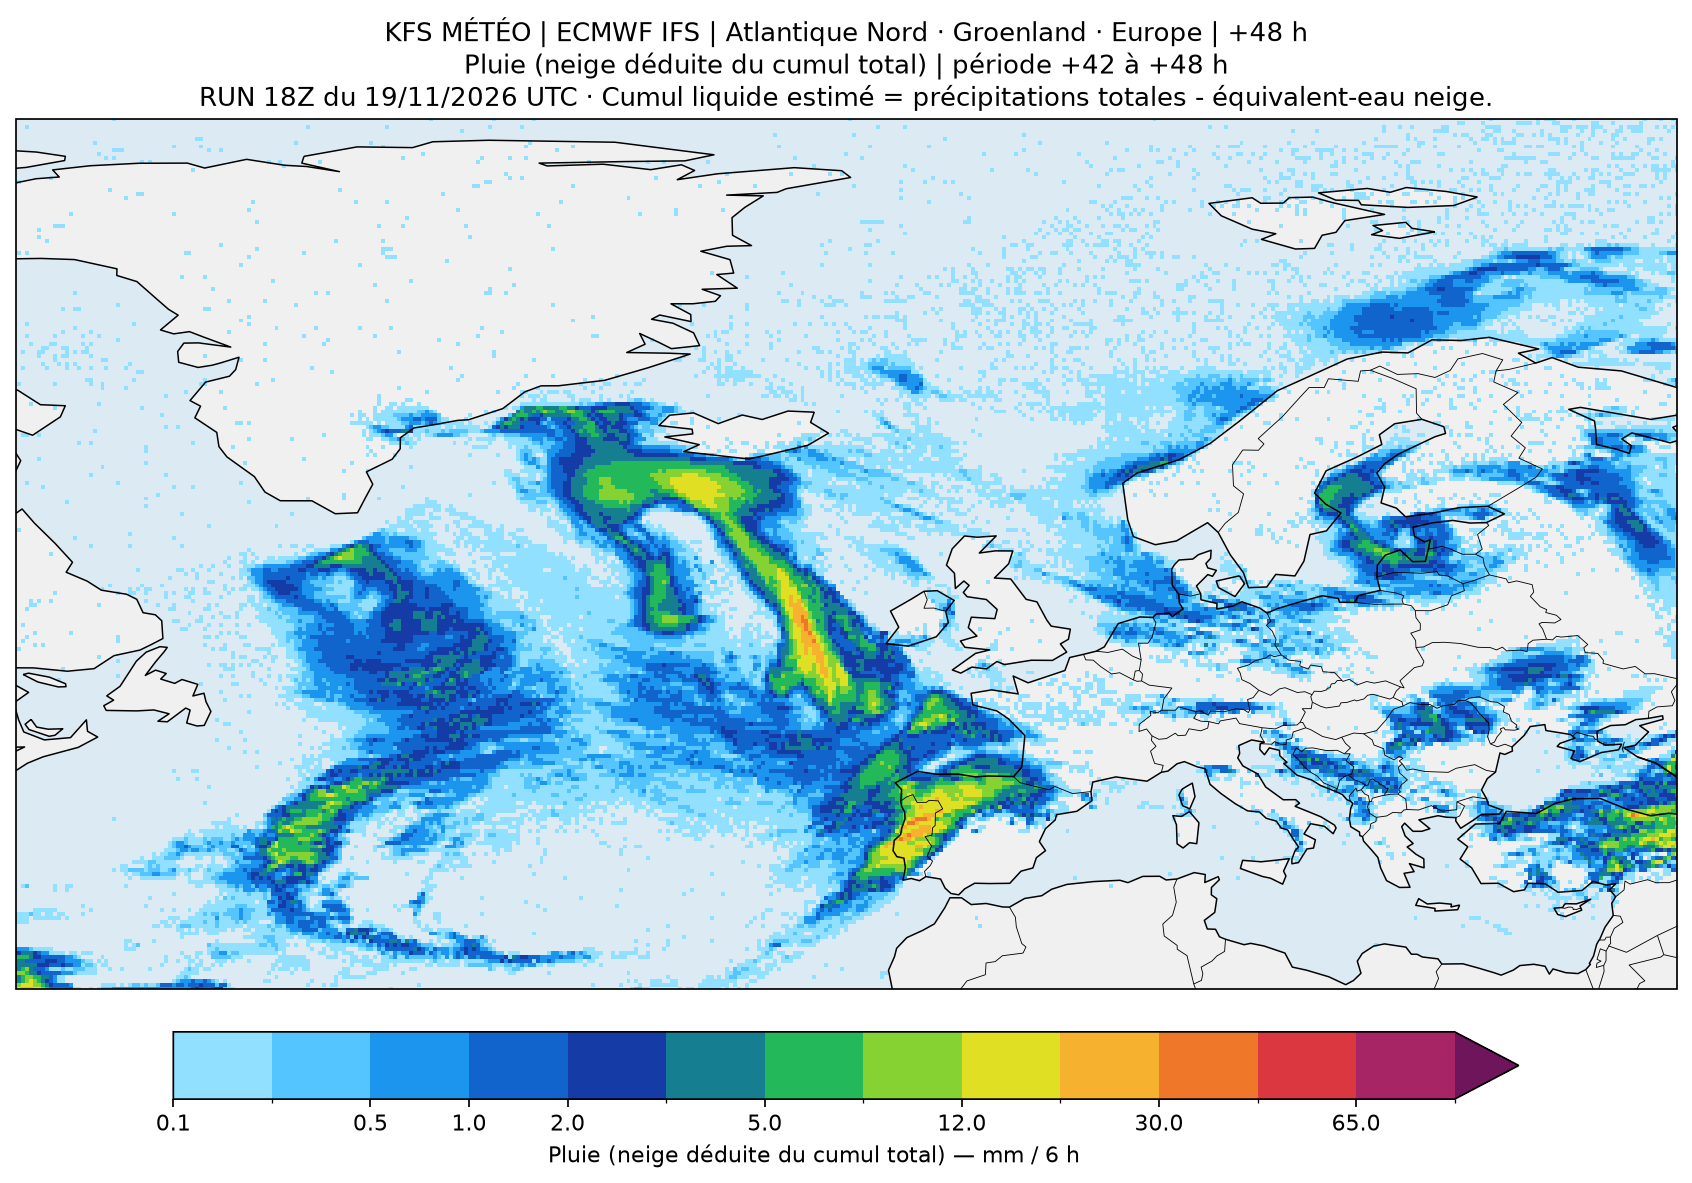 KFS MÉTÉO | ECMWF IFS | Atlantique Nord · Groenland · Europe | +48 h
Pluie (neige déduite du cumul total) | période +42 à +48 h
RUN 18Z du 19/11/2026 UTC · Cumul liquide estimé = précipitations totales - équivalent-eau neige.
0.1 0.5 1.0 2.0 5.0 12.0 30.0 65.0
Pluie (neige déduite du cumul total) — mm / 6 h